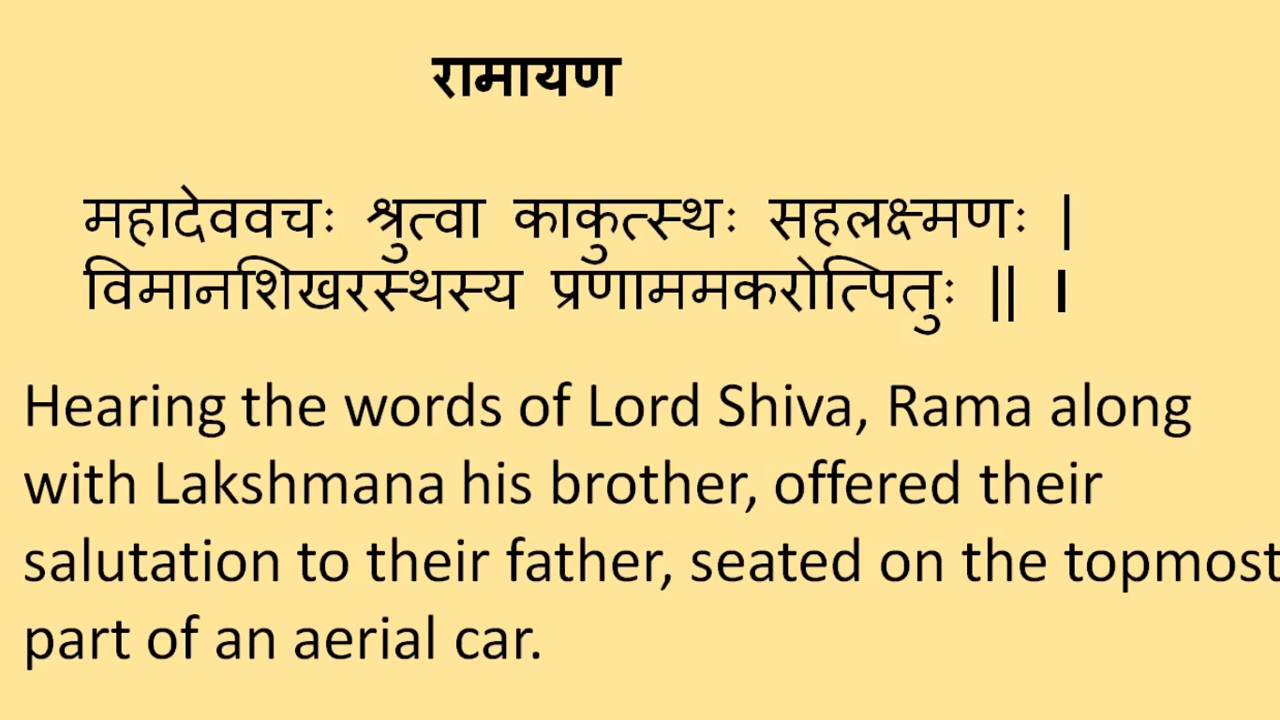 रामायण
महादेववचः श्रुत्वा काकुत्स्थः सहलक्ष्मणः |
विमानशिखरस्थस्य प्रणाममकरोत्पितुः || ।
Hearing the words of Lord Shiva, Rama along
with Lakshmana his brother, offered their
salutation to their father, seated on the topmost
part of an aerial car.